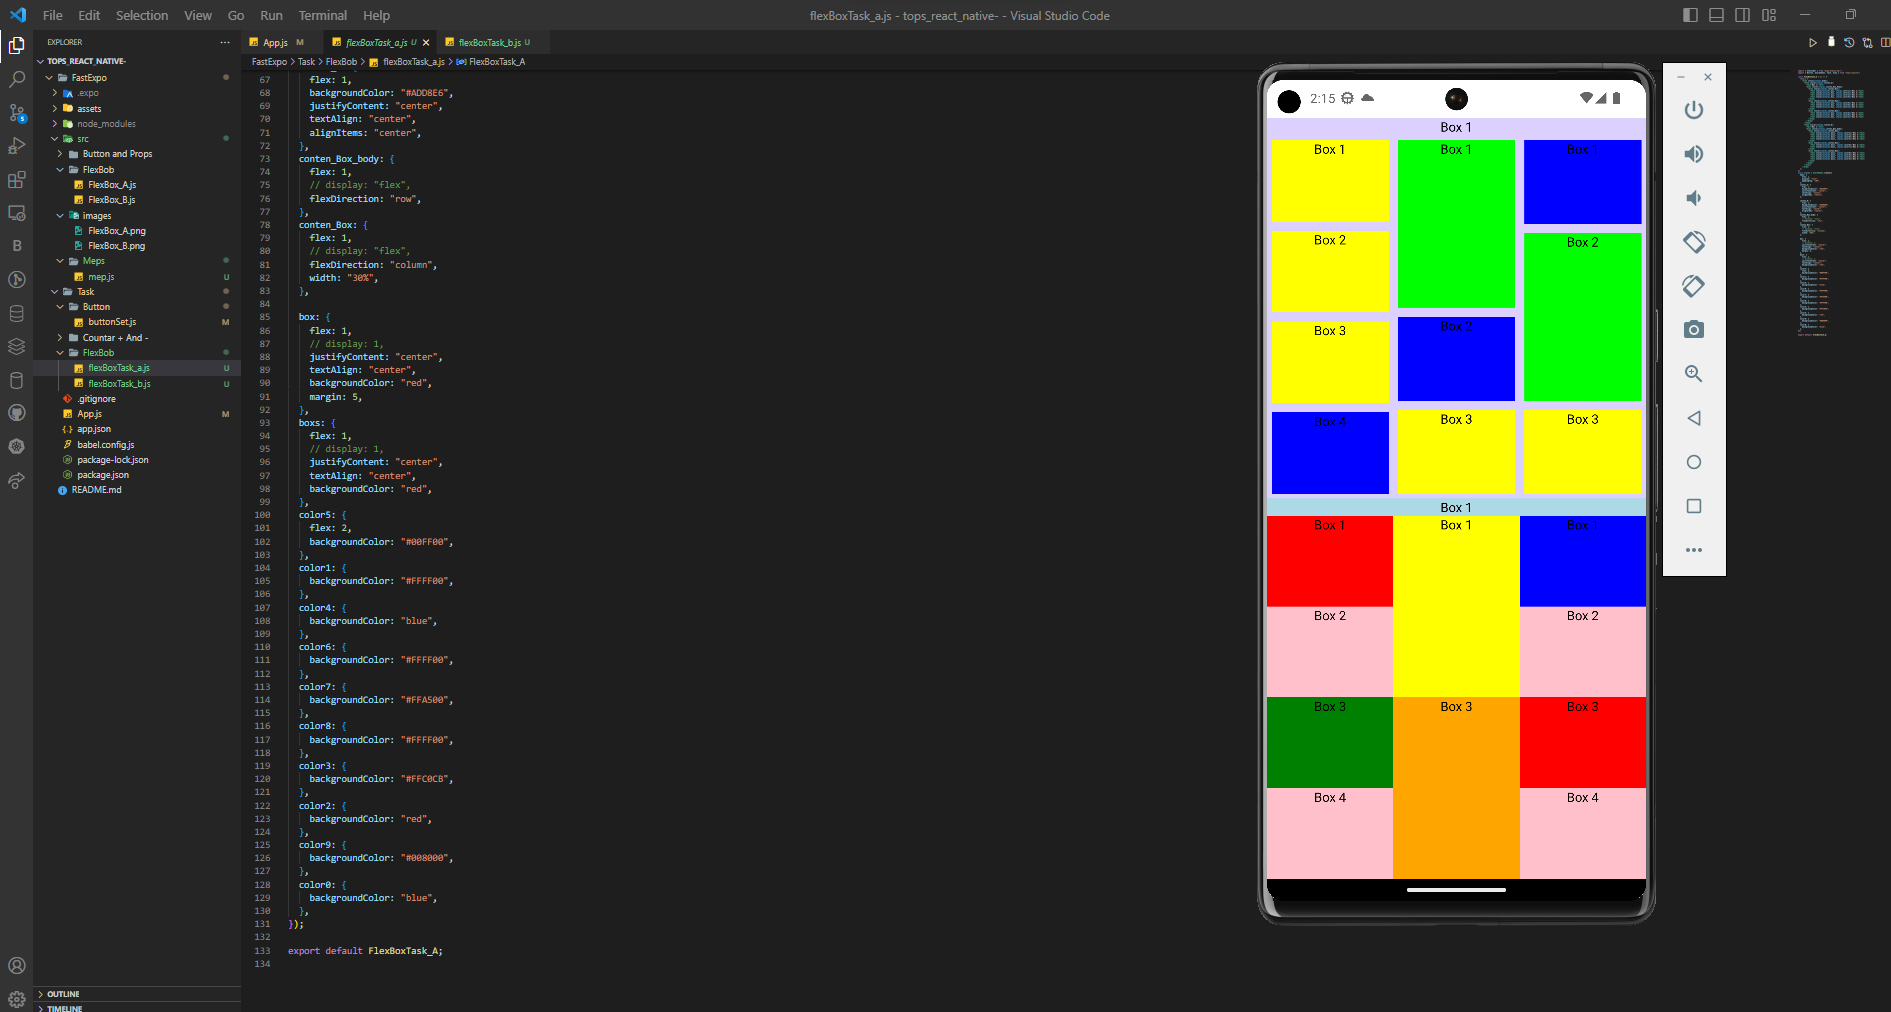 File Edit Selection View Go Run Terminal Help
flexBoxTask_a.js - tops_react_native- - Visual Studio Code
EXPLORER
TOPS_REACT_NATIVE-
FastExpo
.expo
assets
node_modules
src
Button and Props
FlexBob
FlexBox_A.js
FlexBox_B.js
images
FlexBox_A.png
FlexBox_B.png
Meps
mep.js U
Task
Button
buttonSet.js M
Countar + And -
FlexBob
flexBoxTask_a.js U
flexBoxTask_b.js U
.gitignore
App.js M
app.json
babel.config.js
package-lock.json
package.json
README.md
OUTLINE
TIMELINE
App.js M flexBoxTask_a.js U flexBoxTask_b.js U
FastExpo > Task > FlexBob > flexBoxTask_a.js > FlexBoxTask_A
67 flex: 1,
68 backgroundColor: "#ADD8E6",
69 justifyContent: "center",
70 textAlign: "center",
71 alignItems: "center",
72 },
73 conten_Box_body: {
74 flex: 1,
75 // display: "flex",
76 flexDirection: "row",
77 },
78 conten_Box: {
79 flex: 1,
80 // display: "flex",
81 flexDirection: "column",
82 width: "30%",
83 },
84
85 box: {
86 flex: 1,
87 // display: 1,
88 justifyContent: "center",
89 textAlign: "center",
90 backgroundColor: "red",
91 margin: 5,
92 },
93 boxs: {
94 flex: 1,
95 // display: 1,
96 justifyContent: "center",
97 textAlign: "center",
98 backgroundColor: "red",
99 },
100 color5: {
101 flex: 2,
102 backgroundColor: "#00FF00",
103 },
104 color1: {
105 backgroundColor: "#FFFF00",
106 },
107 color4: {
108 backgroundColor: "blue",
109 },
110 color6: {
111 backgroundColor: "#FFFF00",
112 },
113 color7: {
114 backgroundColor: "#FFA500",
115 },
116 color8: {
117 backgroundColor: "#FFFF00",
118 },
119 color3: {
120 backgroundColor: "#FFC0CB",
121 },
122 color2: {
123 backgroundColor: "red",
124 },
125 color9: {
126 backgroundColor: "#008000",
127 },
128 color0: {
129 backgroundColor: "blue",
130 },
131 });
132
133 export default FlexBoxTask_A;
134
2:15
Box 1
Box 1 Box 1 Box 1
Box 2 Box 2
Box 3 Box 2
Box 4 Box 3 Box 3
Box 1
Box 1 Box 1 Box 1
Box 2 Box 2
Box 3 Box 3 Box 3
Box 4 Box 4